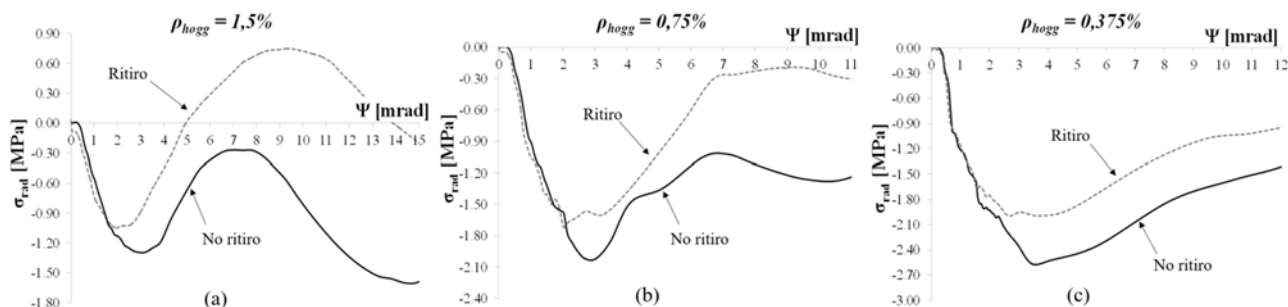 ρhogg = 1,5%
0.90
0.60
0.30
0.00
-0.30
-0.60
-0.90
-1.20
-1.50
-1.80
σrad [MPa]
Ψ [mrad]
0 1 2 3 4 5 6 7 8 9 10 11 12 13 14 15
Ritiro
No ritiro
(a)
ρhogg = 0,75%
Ψ [mrad]
0.00
-0.30
-0.60
-0.90
-1.20
-1.50
-1.80
-2.10
-2.40
σrad [MPa]
0 1 2 3 4 5 6 7 8 9 10 11
Ritiro
No ritiro
(b)
ρhogg = 0,375%
Ψ [mrad]
0.00
-0.30
-0.60
-0.90
-1.20
-1.50
-1.80
-2.10
-2.40
-2.70
-3.00
σrad [MPa]
0 1 2 3 4 5 6 7 8 9 10 11 12
Ritiro
No ritiro
(c)